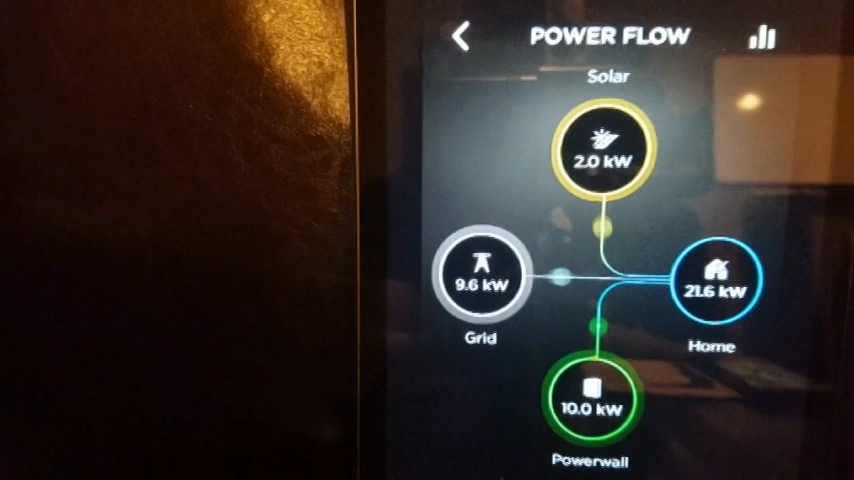 POWER FLOW
Solar
2.0 kW
9.6 kW
21.6 kW
Grid
Home
10.0 kW
Powerwall